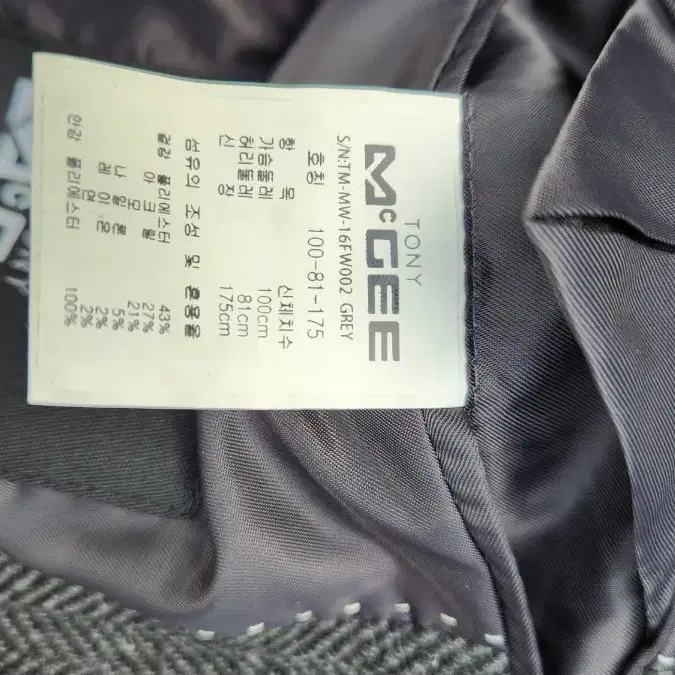 TONY
McGEE
S/N:TM-MW-16FW002 GREY
호칭 100-81-175
항 목 신체치수
가슴둘레 100cm
허리둘레 81cm
신 장 175cm
섬유의 조성 및 혼용율
겉감 폴리에스터 43%
아 크 릴 27%
모 21%
나 일 론 5%
레 이 온 2%
면 2%
안감 폴리에스터 100%